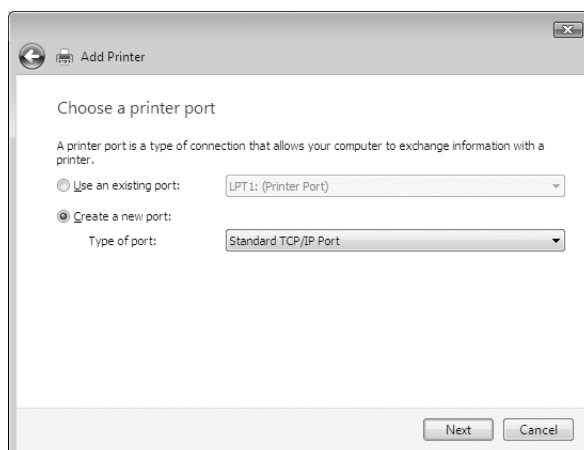 Add Printer
Choose a printer port
A printer port is a type of connection that allows your computer to exchange information with a
printer.
Use an existing port: LPT1: (Printer Port)
Create a new port:
Type of port: Standard TCP/IP Port
Next Cancel